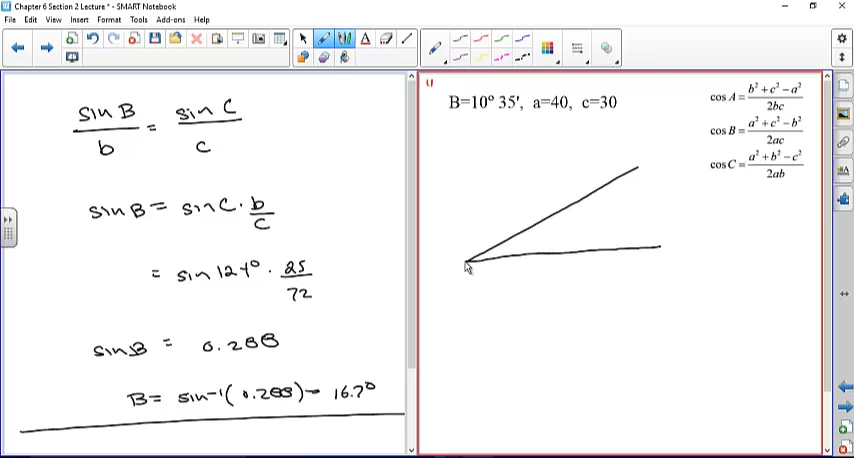 Chapter 6 Section 2 Lecture * - SMART Notebook
File Edit View Insert Format Tools Add-ons Help
sin B / b = sin C / c
sin B = sin C · b/c
= sin 124° · 25/72
sin B = 0.288
B = sin⁻¹(0.288) = 16.7°
B=10° 35', a=40, c=30
cos A = (b² + c² − a²) / 2bc
cos B = (a² + c² − b²) / 2ac
cos C = (a² + b² − c²) / 2ab